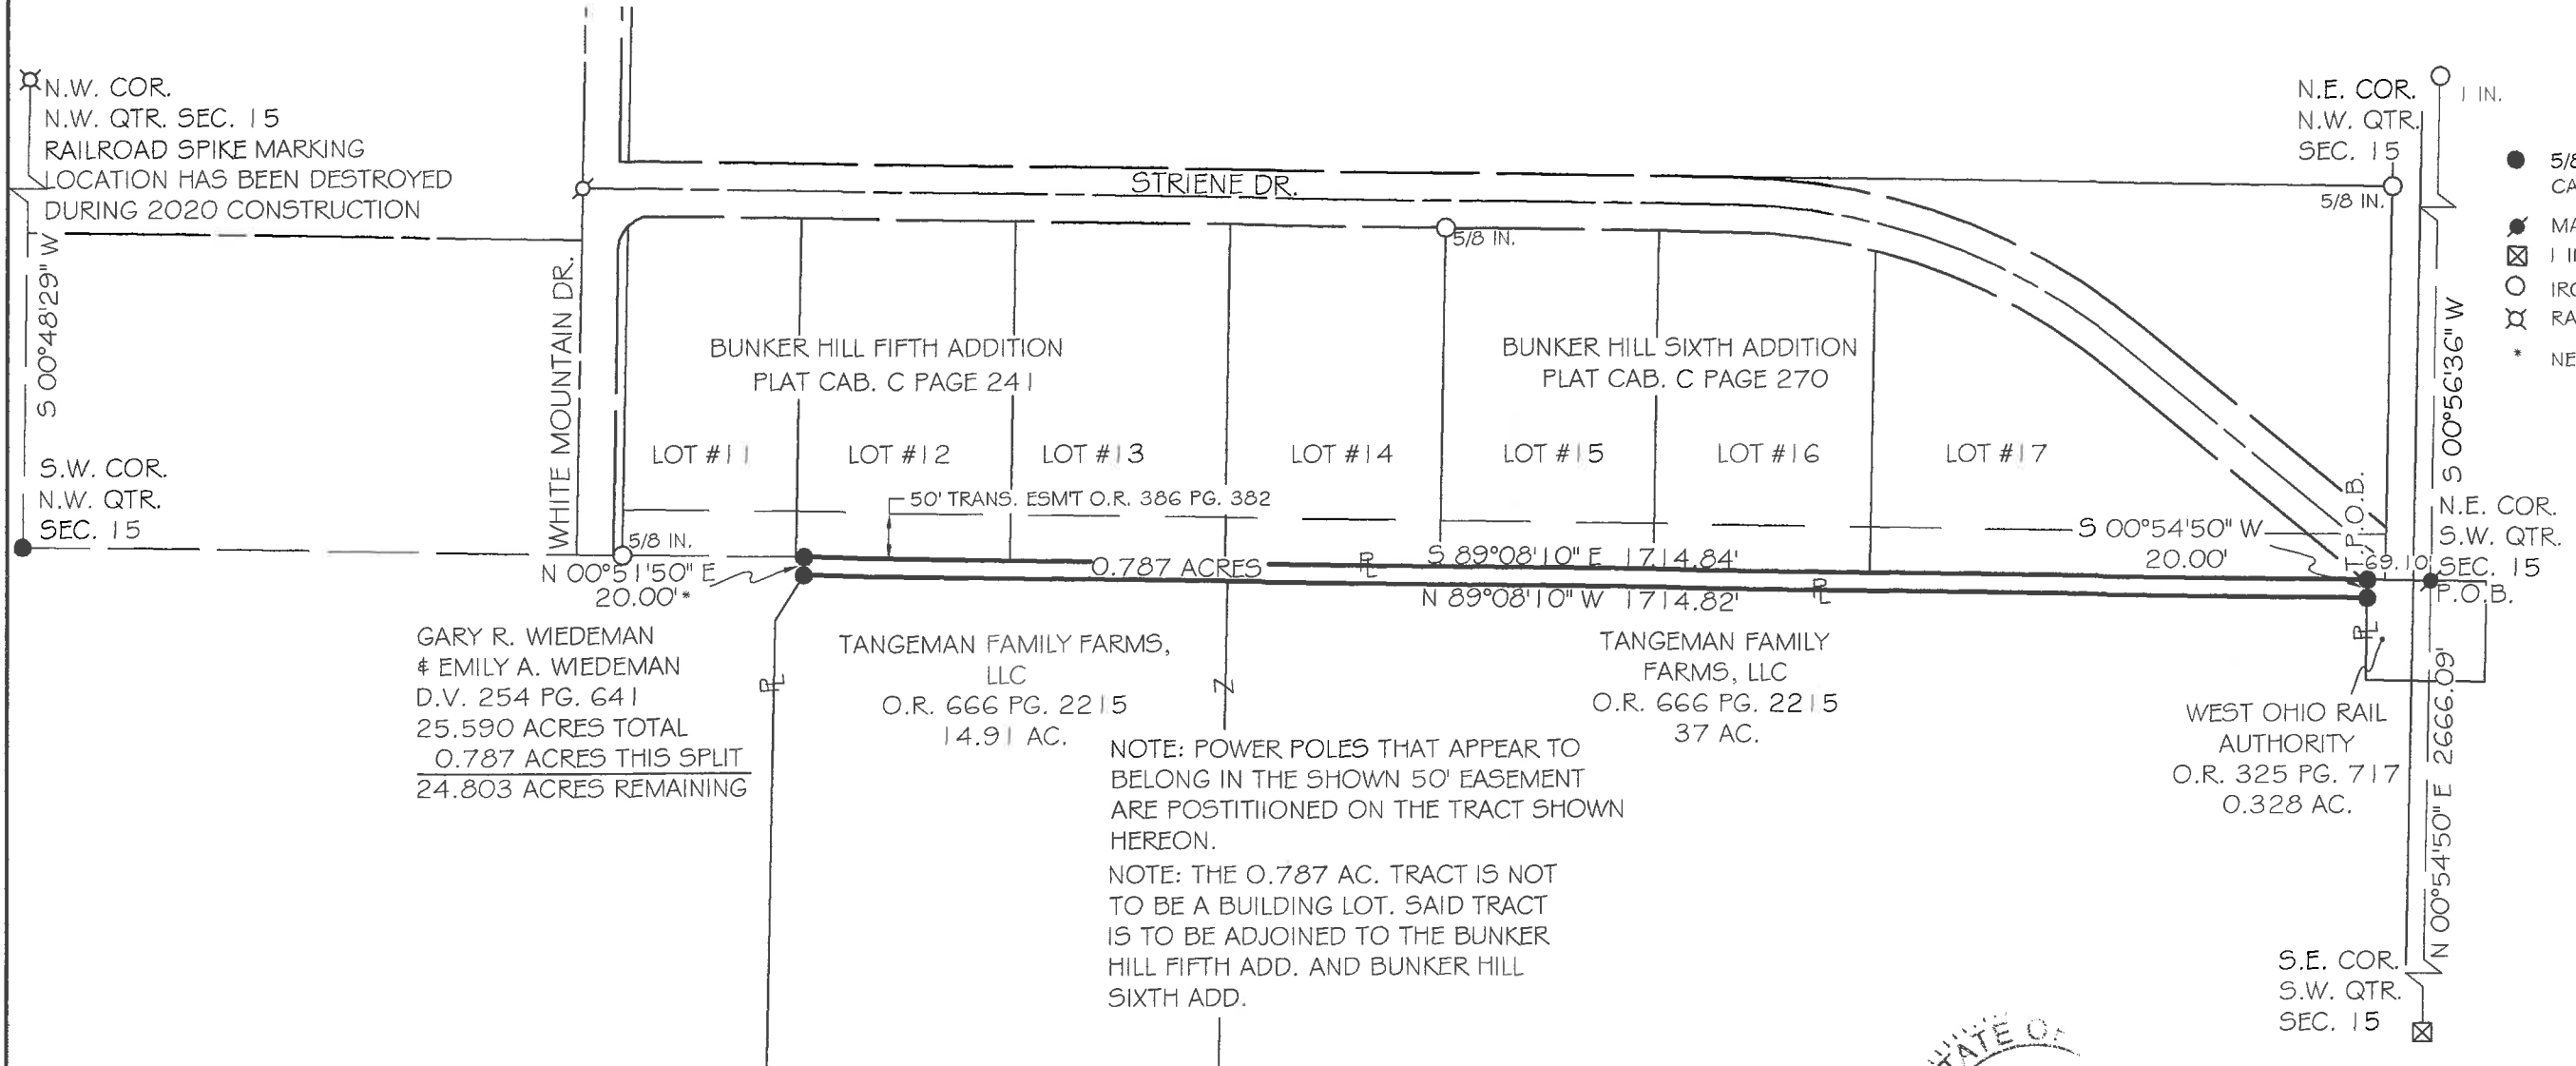 N.W. COR.
N.W. QTR. SEC. 15
RAILROAD SPIKE MARKING
LOCATION HAS BEEN DESTROYED
DURING 2020 CONSTRUCTION
S 00°48'29" W
S.W. COR.
N.W. QTR.
SEC. 15
WHITE MOUNTAIN DR.
STRIENE DR.
5/8 IN.
N.E. COR.
N.W. QTR.
SEC. 15
1 IN.
5/8 IN.
5/8
S 00°56'36" W
BUNKER HILL FIFTH ADDITION
PLAT CAB. C PAGE 241
BUNKER HILL SIXTH ADDITION
PLAT CAB. C PAGE 270
LOT #11
LOT #12
LOT #13
LOT #14
LOT #15
LOT #16
LOT #17
50' TRANS. ESM'T O.R. 386 PG. 382
5/8 IN.
N 00°51'50" E
20.00'*
0.787 ACRES
S 89°08'10" E 1714.84'
N 89°08'10" W 1714.82'
S 00°54'50" W
20.00'
T.P.O.B.
69.10
N.E. COR.
S.W. QTR.
SEC. 15
P.O.B.
GARY R. WIEDEMAN
& EMILY A. WIEDEMAN
D.V. 254 PG. 641
25.590 ACRES TOTAL
0.787 ACRES THIS SPLIT
24.803 ACRES REMAINING
TANGEMAN FAMILY FARMS,
LLC
O.R. 666 PG. 2215
14.91 AC.
TANGEMAN FAMILY
FARMS, LLC
O.R. 666 PG. 2215
37 AC.
WEST OHIO RAIL
AUTHORITY
O.R. 325 PG. 717
0.328 AC.
N 00°54'50" E 2666.09'
NOTE: POWER POLES THAT APPEAR TO
BELONG IN THE SHOWN 50' EASEMENT
ARE POSTITIIONED ON THE TRACT SHOWN
HEREON.
NOTE: THE 0.787 AC. TRACT IS NOT
TO BE A BUILDING LOT. SAID TRACT
IS TO BE ADJOINED TO THE BUNKER
HILL FIFTH ADD. AND BUNKER HILL
SIXTH ADD.
S.E. COR.
S.W. QTR.
SEC. 15